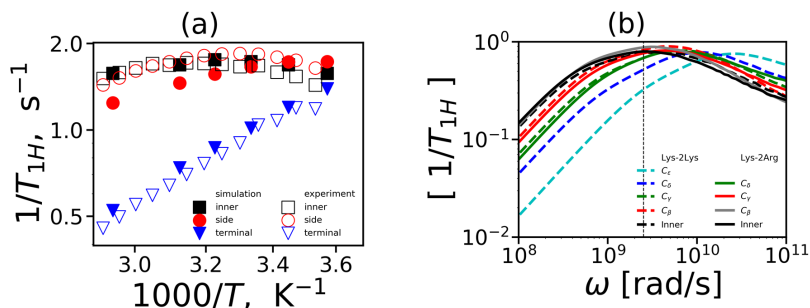 (a)
1/T1H, s−1
2.0
1.0
0.5
3.0
3.2
3.4
3.6
1000/T, K−1
simulation
inner
side
terminal
experiment
inner
side
terminal
(b)
[ 1/T1H ]
10^0
10^−1
10^−2
10^8
10^9
10^10
10^11
ω [rad/s]
Lys-2Lys
Cε
Cδ
Cγ
Cβ
Inner
Lys-2Arg
Cδ
Cγ
Cβ
Inner